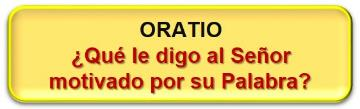 ORATIO
¿Qué le digo al Señor
motivado por su Palabra?